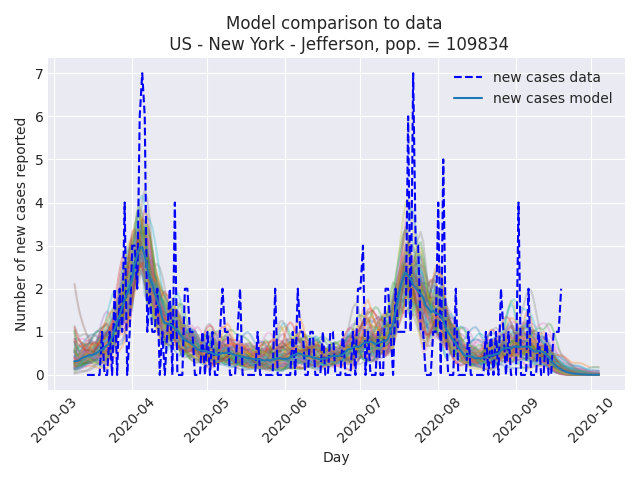 Model comparison to data
US - New York - Jefferson, pop. = 109834
new cases data
new cases model
Number of new cases reported
7
6
5
4
3
2
1
0
2020-03
2020-04
2020-05
2020-06
2020-07
2020-08
2020-09
2020-10
Day